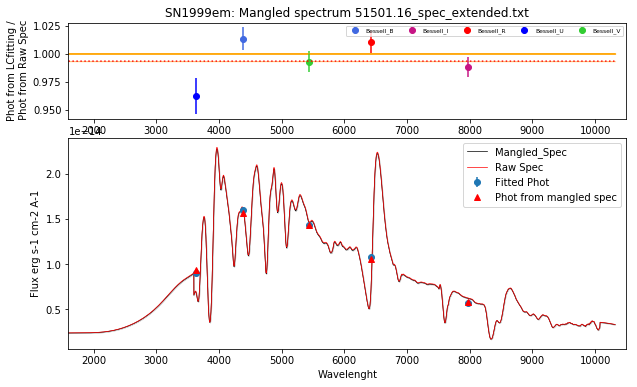 SN1999em: Mangled spectrum 51501.16_spec_extended.txt
Phot from LCfitting /
Phot from Raw Spec
1.025
1.000
0.975
0.950
Bessell_B
Bessell_I
Bessell_R
Bessell_U
Bessell_V
2000 3000 4000 5000 6000 7000 8000 9000 10000
1e-14
Flux erg s-1 cm-2 A-1
2.0
1.5
1.0
0.5
Mangled_Spec
Raw Spec
Fitted Phot
Phot from mangled spec
2000 3000 4000 5000 6000 7000 8000 9000 10000
Wavelenght